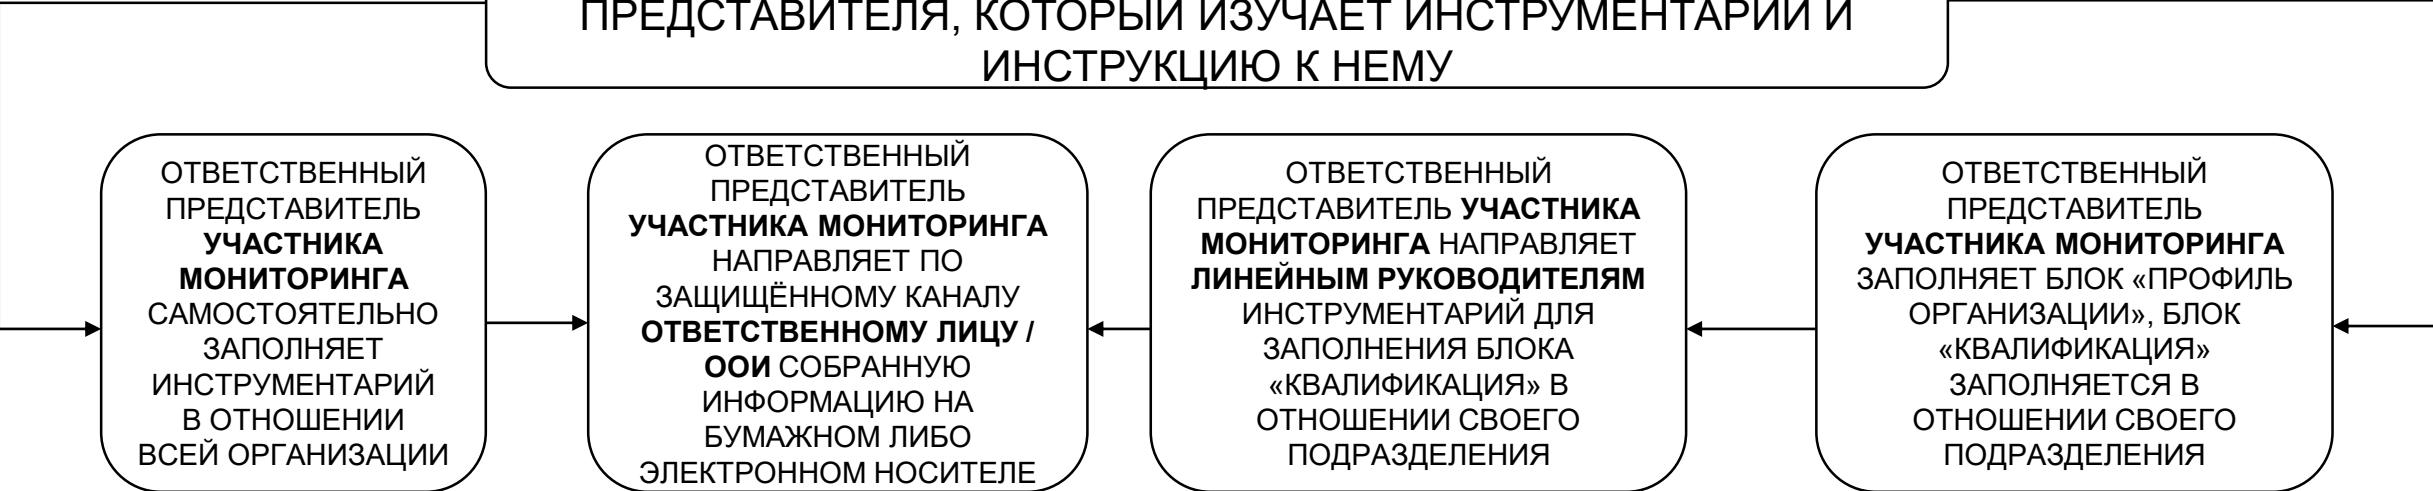 ПРЕДСТАВИТЕЛЯ, КОТОРЫЙ ИЗУЧАЕТ ИНСТРУМЕНТАРИЙ И
ИНСТРУКЦИЮ К НЕМУ
ОТВЕТСТВЕННЫЙ
ПРЕДСТАВИТЕЛЬ
УЧАСТНИКА
МОНИТОРИНГА
САМОСТОЯТЕЛЬНО
ЗАПОЛНЯЕТ
ИНСТРУМЕНТАРИЙ
В ОТНОШЕНИИ
ВСЕЙ ОРГАНИЗАЦИИ
ОТВЕТСТВЕННЫЙ
ПРЕДСТАВИТЕЛЬ
УЧАСТНИКА МОНИТОРИНГА
НАПРАВЛЯЕТ ПО
ЗАЩИЩЁННОМУ КАНАЛУ
ОТВЕТСТВЕННОМУ ЛИЦУ /
ООИ СОБРАННУЮ
ИНФОРМАЦИЮ НА
БУМАЖНОМ ЛИБО
ЭЛЕКТРОННОМ НОСИТЕЛЕ
ОТВЕТСТВЕННЫЙ
ПРЕДСТАВИТЕЛЬ УЧАСТНИКА
МОНИТОРИНГА НАПРАВЛЯЕТ
ЛИНЕЙНЫМ РУКОВОДИТЕЛЯМ
ИНСТРУМЕНТАРИЙ ДЛЯ
ЗАПОЛНЕНИЯ БЛОКА
«КВАЛИФИКАЦИЯ» В
ОТНОШЕНИИ СВОЕГО
ПОДРАЗДЕЛЕНИЯ
ОТВЕТСТВЕННЫЙ
ПРЕДСТАВИТЕЛЬ
УЧАСТНИКА МОНИТОРИНГА
ЗАПОЛНЯЕТ БЛОК «ПРОФИЛЬ
ОРГАНИЗАЦИИ», БЛОК
«КВАЛИФИКАЦИЯ»
ЗАПОЛНЯЕТСЯ В
ОТНОШЕНИИ СВОЕГО
ПОДРАЗДЕЛЕНИЯ